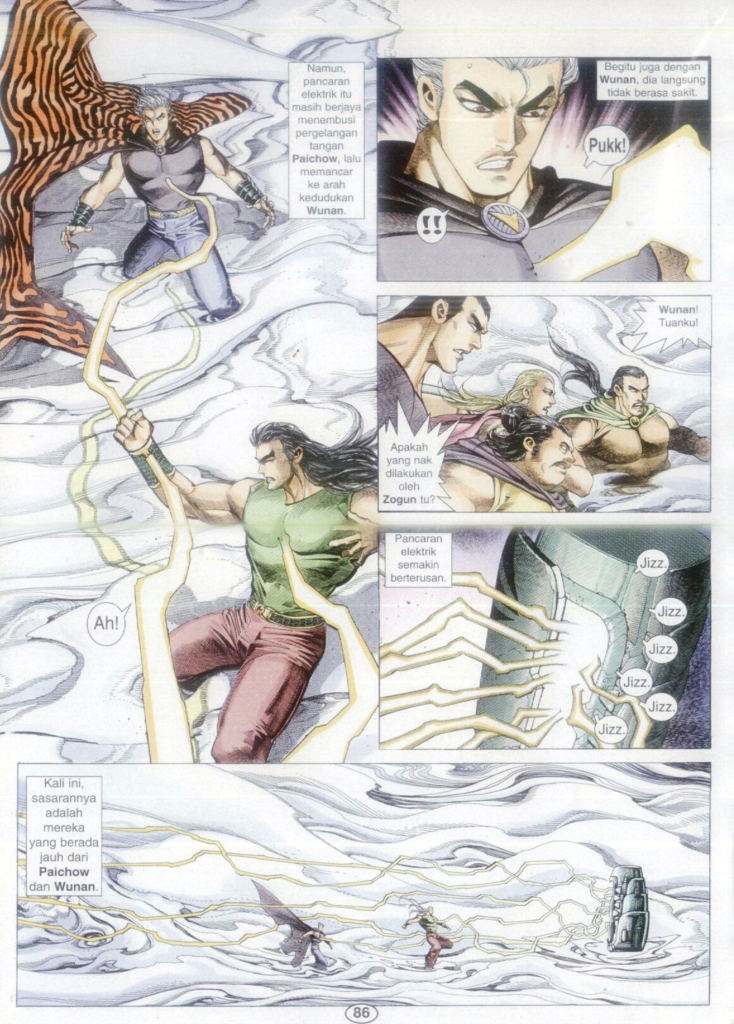 Namun,
pancaran
elektrik itu
masih berjaya
menembusi
pergelangan
tangan
Paichow, lalu
memancar
ke arah
kedudukan
Wunan.
Begitu juga dengan
Wunan, dia langsung
tidak berasa sakit.
Pukk!
!!
Wunan!
Tuanku!
Apakah
yang nak
dilakukan
oleh
Zogun tu?
Ah!
Pancaran
elektrik
semakin
berterusan.
Jizz.
Jizz.
Jizz.
Jizz.
Jizz.
Jizz.
Kali ini,
sasarannya
adalah
mereka
yang berada
jauh dari
Paichow
dan Wunan.
86